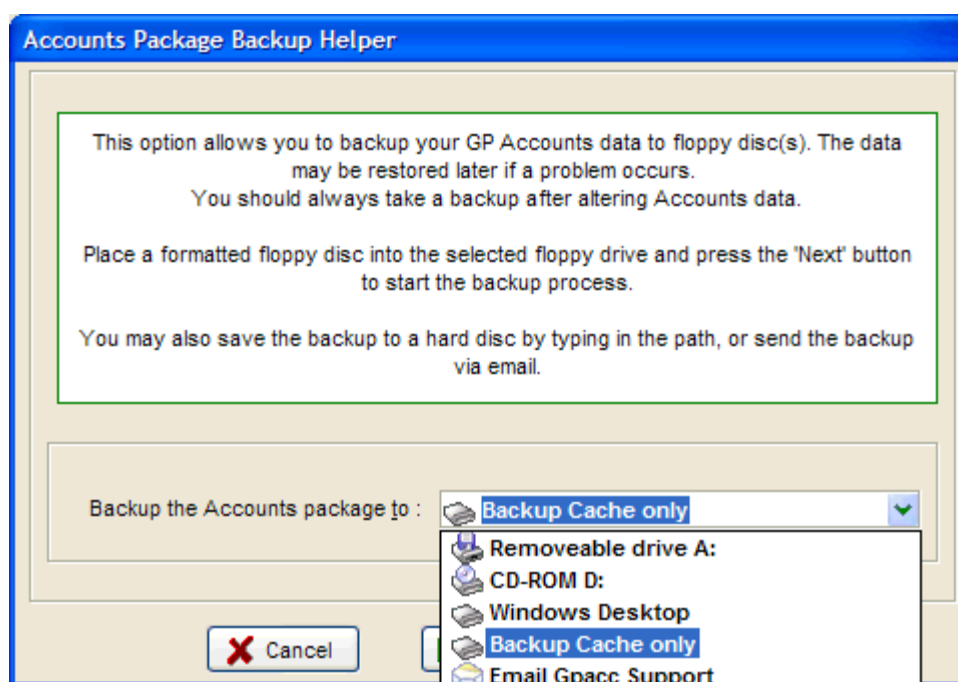 Accounts Package Backup Helper
This option allows you to backup your GP Accounts data to floppy disc(s). The data
may be restored later if a problem occurs.
You should always take a backup after altering Accounts data.
Place a formatted floppy disc into the selected floppy drive and press the 'Next' button
to start the backup process.
You may also save the backup to a hard disc by typing in the path, or send the backup
via email.
Backup the Accounts package to : Backup Cache only
Removeable drive A:
CD-ROM D:
Windows Desktop
Backup Cache only
Email Gpacc Support
Cancel